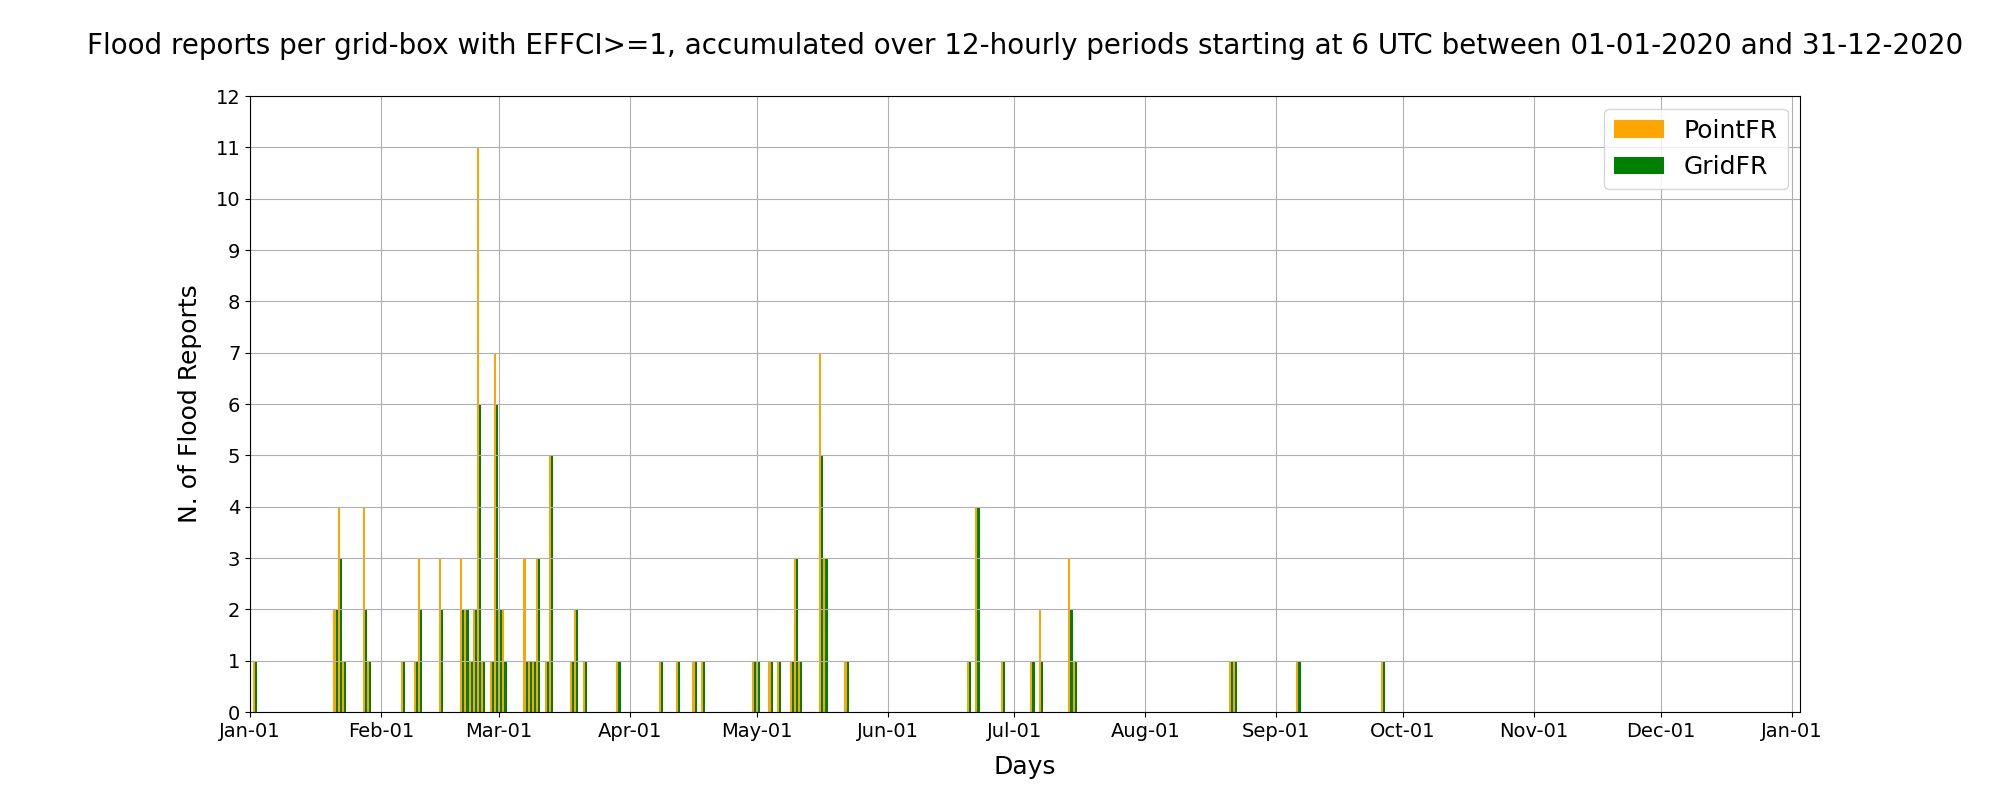 Flood reports per grid-box with EFFCI>=1, accumulated over 12-hourly periods starting at 6 UTC between 01-01-2020 and 31-12-2020
PointFR
GridFR
12
11
10
9
8
7
6
5
4
3
2
1
0
N. of Flood Reports
Jan-01 Feb-01 Mar-01 Apr-01 May-01 Jun-01 Jul-01 Aug-01 Sep-01 Oct-01 Nov-01 Dec-01 Jan-01
Days